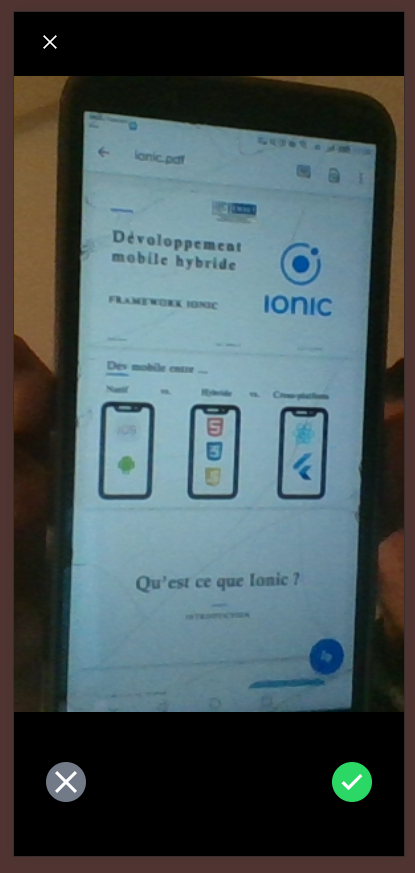 ionic.pdf
Dévoloppement
mobile hybride
FRAMEWORK IONIC
IONIC
Dev mobile entre ...
Natif vs. Hybride vs. Cross-platform
iOS
Qu'est ce que Ionic ?
INTRODUCTION